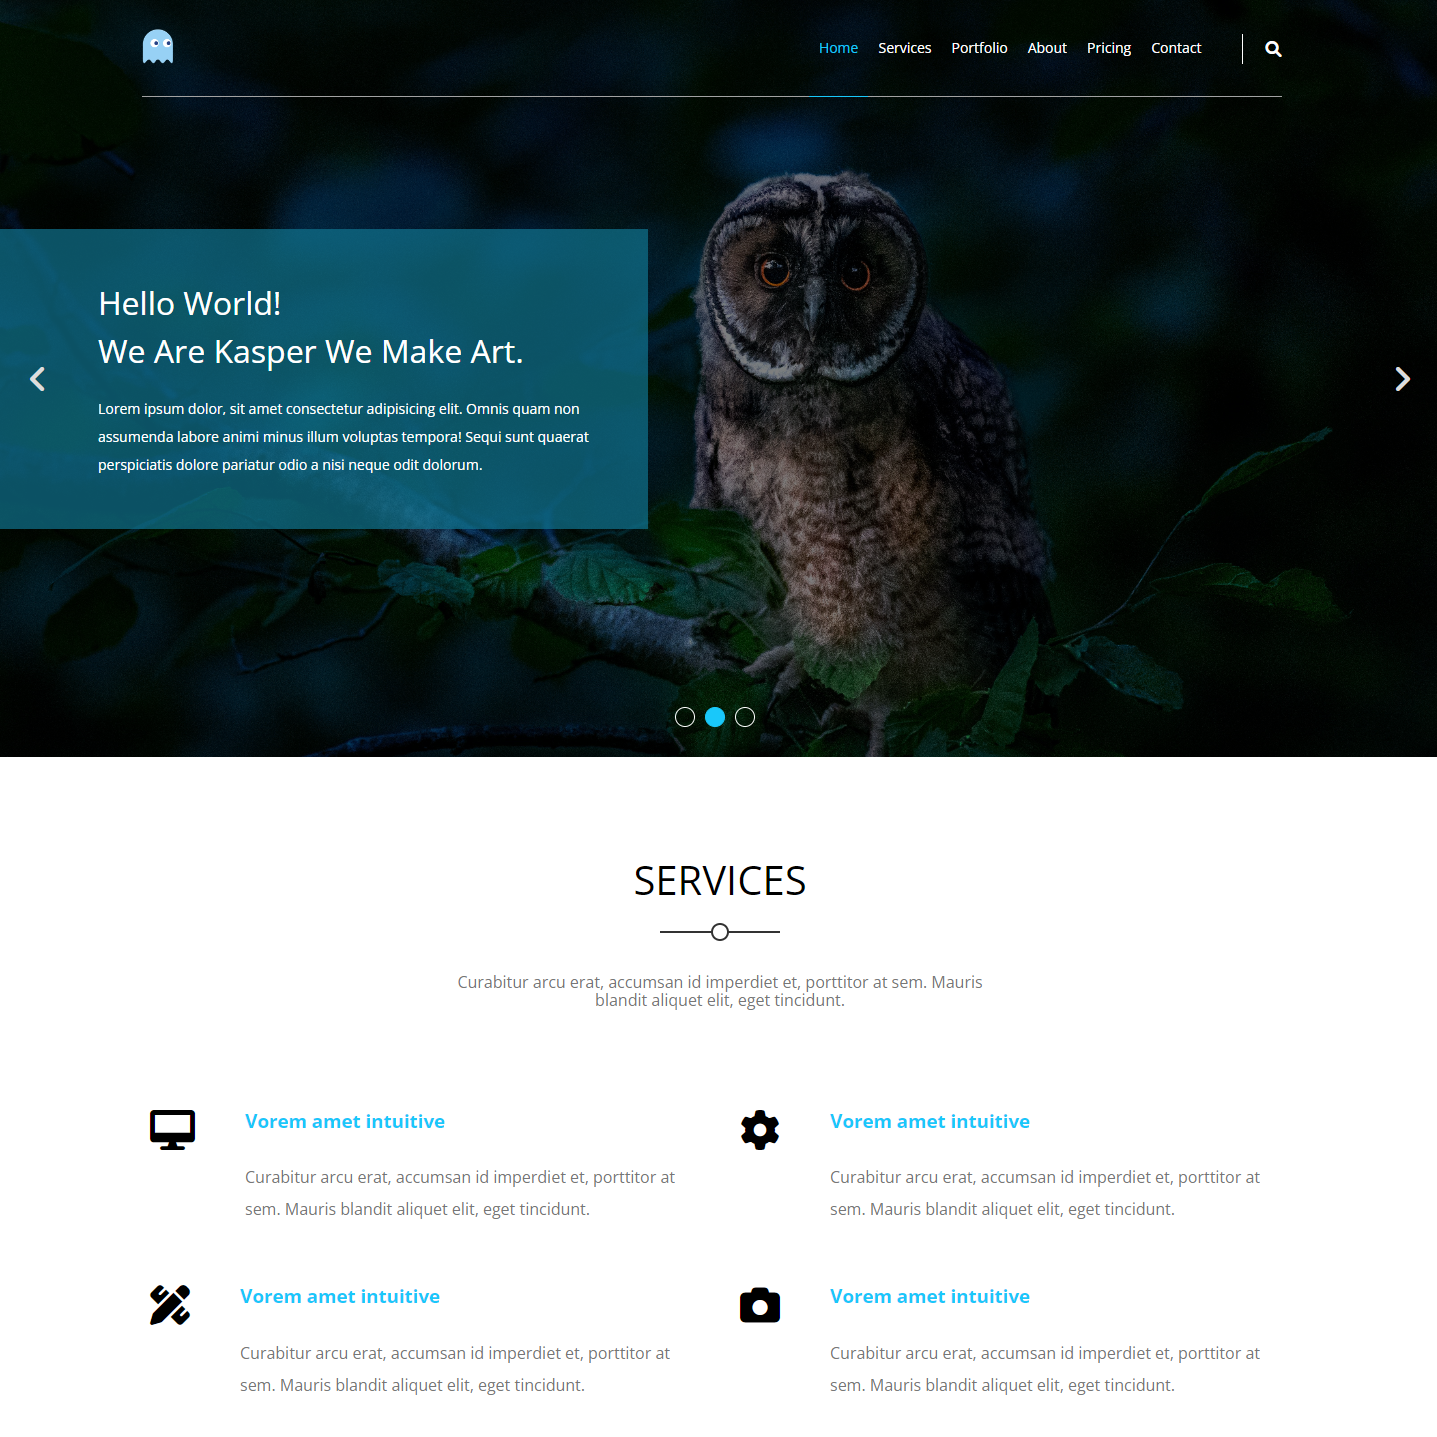 Home Services Portfolio About Pricing Contact
Hello World!
We Are Kasper We Make Art.
Lorem ipsum dolor, sit amet consectetur adipisicing elit. Omnis quam non
assumenda labore animi minus illum voluptas tempora! Sequi sunt quaerat
perspiciatis dolore pariatur odio a nisi neque odit dolorum.
SERVICES
Curabitur arcu erat, accumsan id imperdiet et, porttitor at sem. Mauris
blandit aliquet elit, eget tincidunt.
Vorem amet intuitive
Curabitur arcu erat, accumsan id imperdiet et, porttitor at
sem. Mauris blandit aliquet elit, eget tincidunt.
Vorem amet intuitive
Curabitur arcu erat, accumsan id imperdiet et, porttitor at
sem. Mauris blandit aliquet elit, eget tincidunt.
Vorem amet intuitive
Curabitur arcu erat, accumsan id imperdiet et, porttitor at
sem. Mauris blandit aliquet elit, eget tincidunt.
Vorem amet intuitive
Curabitur arcu erat, accumsan id imperdiet et, porttitor at
sem. Mauris blandit aliquet elit, eget tincidunt.